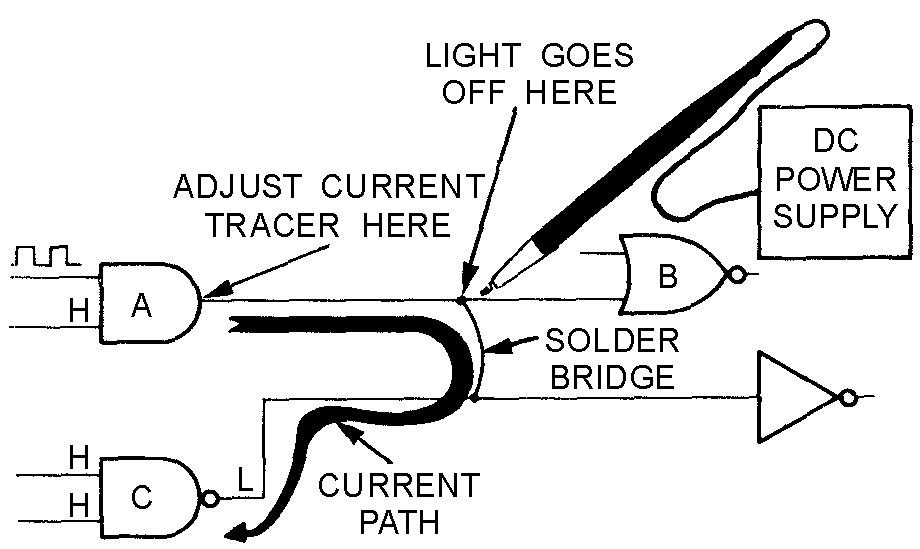 LIGHT GOES
OFF HERE
DC
POWER
SUPPLY
ADJUST CURRENT
TRACER HERE
A
H
B
SOLDER
BRIDGE
H
H
C
L
CURRENT
PATH